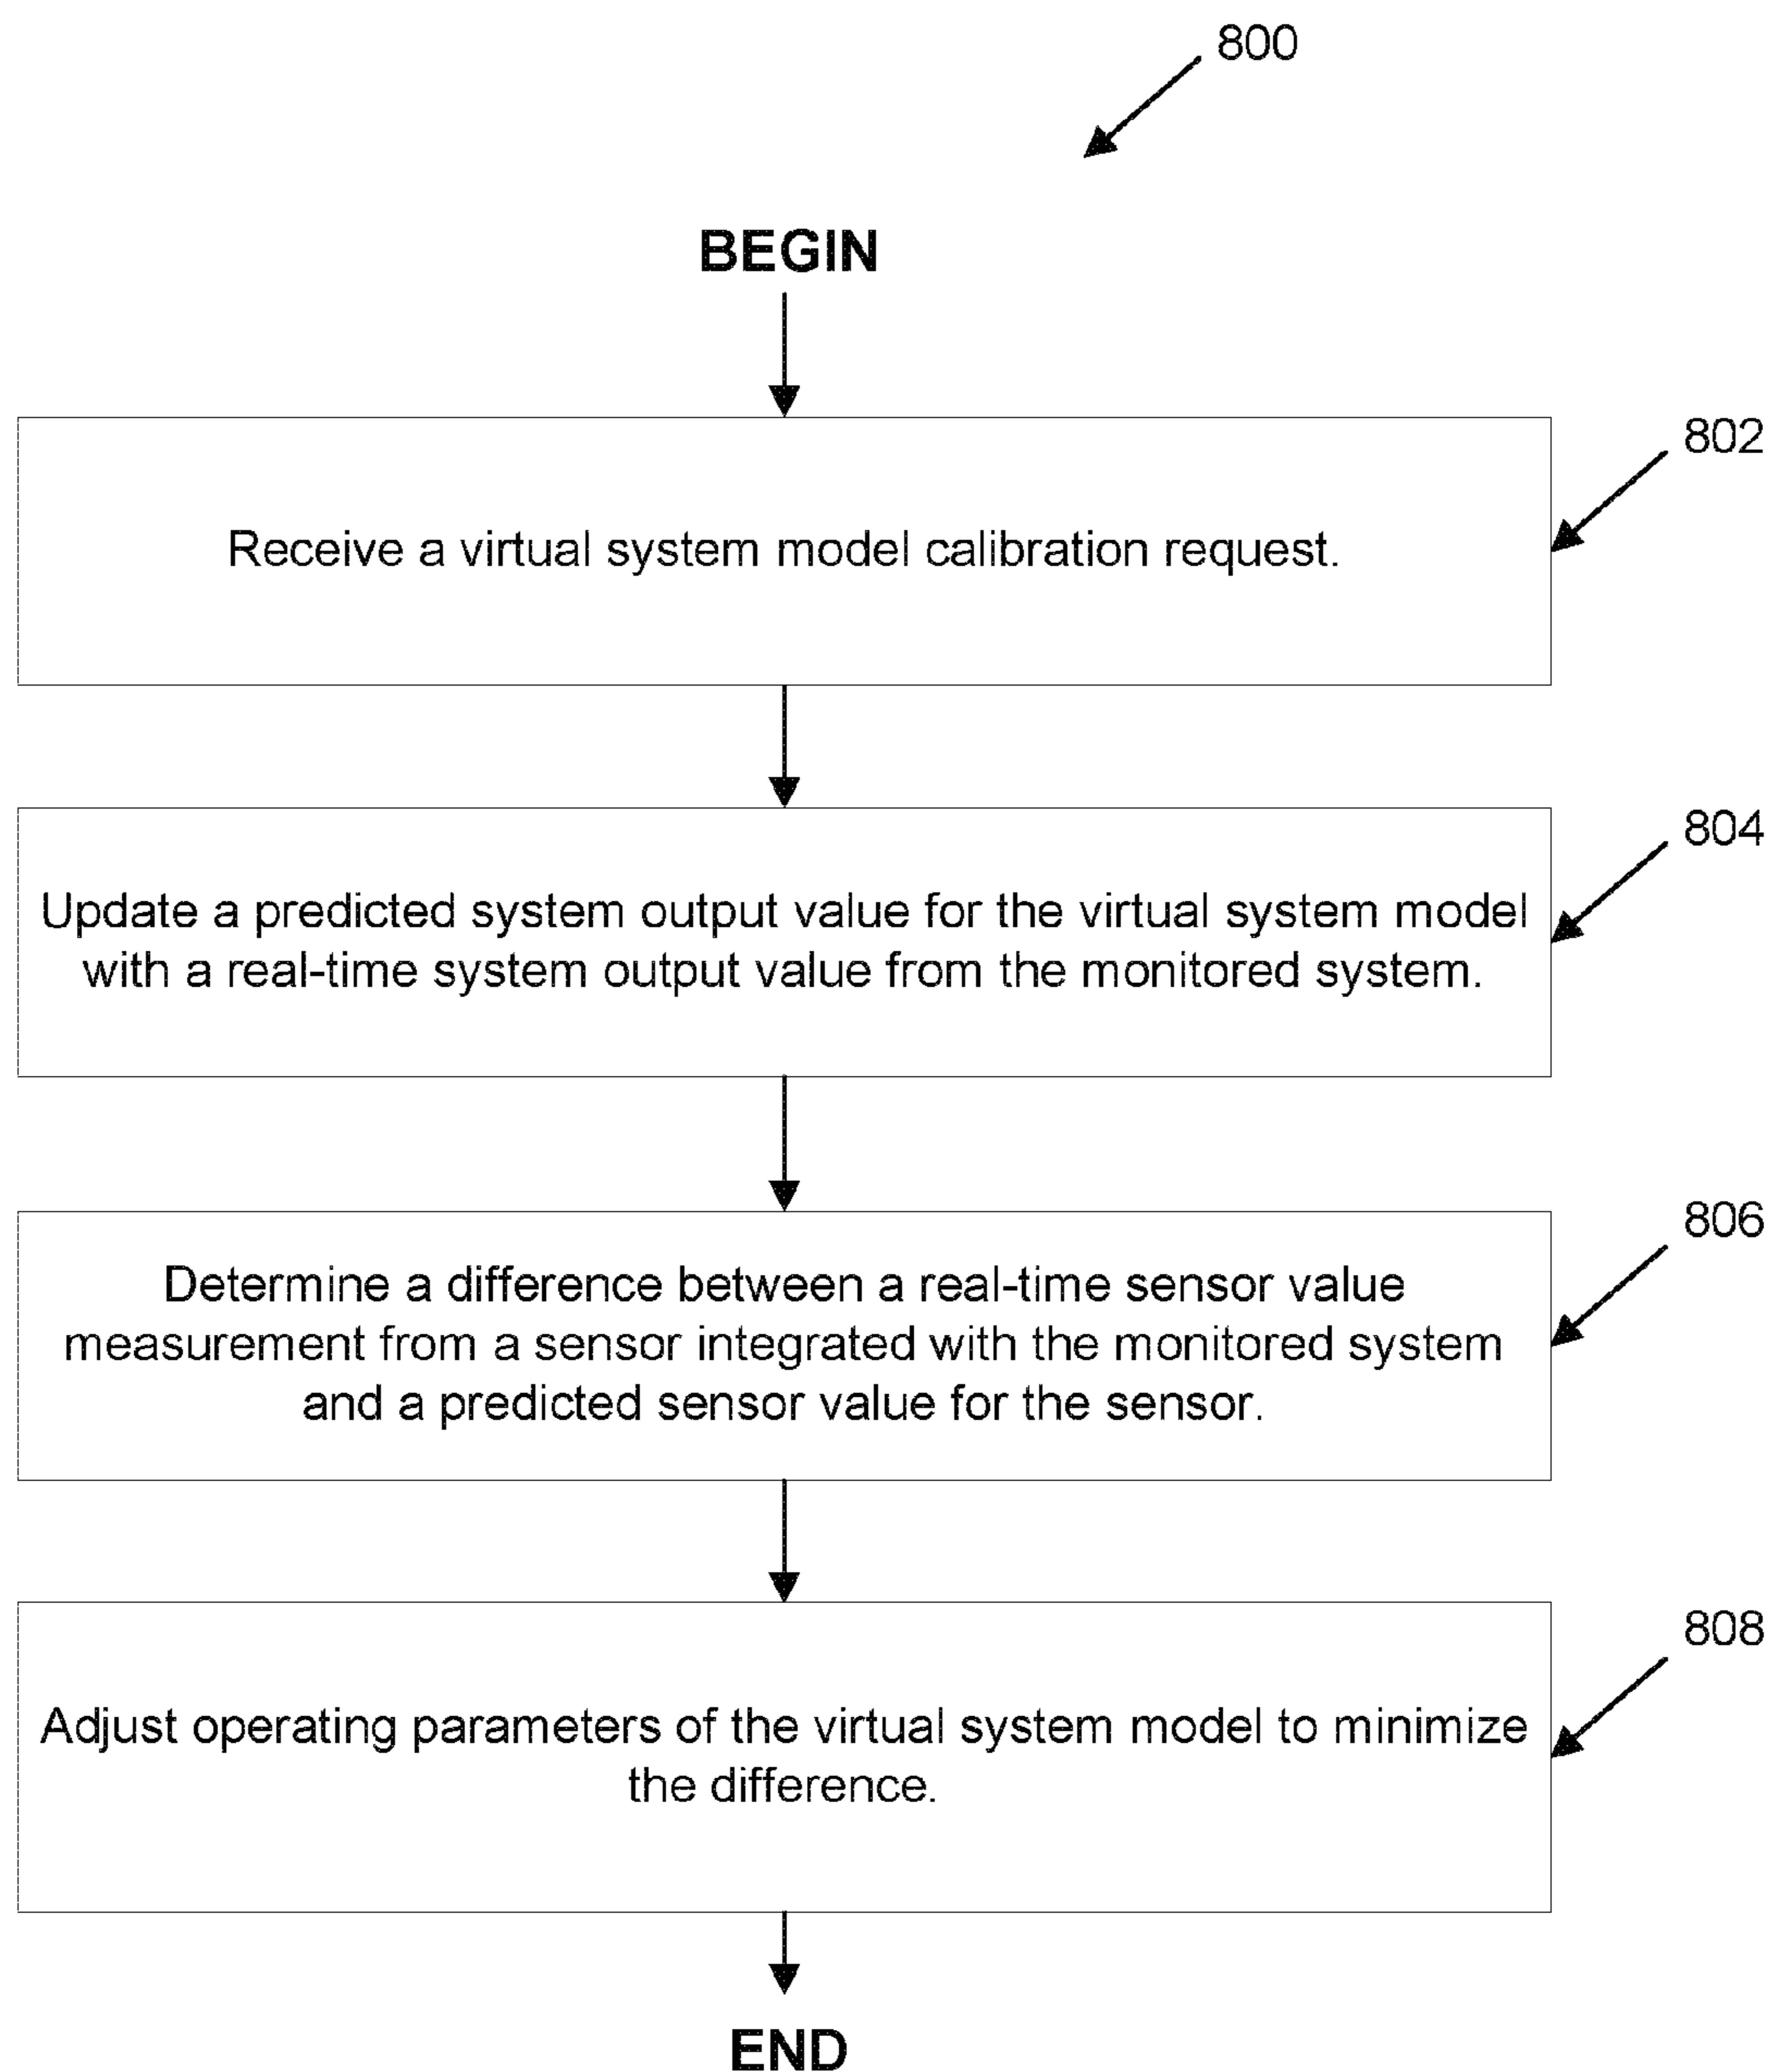 800
BEGIN
802
Receive a virtual system model calibration request.
804
Update a predicted system output value for the virtual system model
with a real-time system output value from the monitored system.
806
Determine a difference between a real-time sensor value
measurement from a sensor integrated with the monitored system
and a predicted sensor value for the sensor.
808
Adjust operating parameters of the virtual system model to minimize
the difference.
END